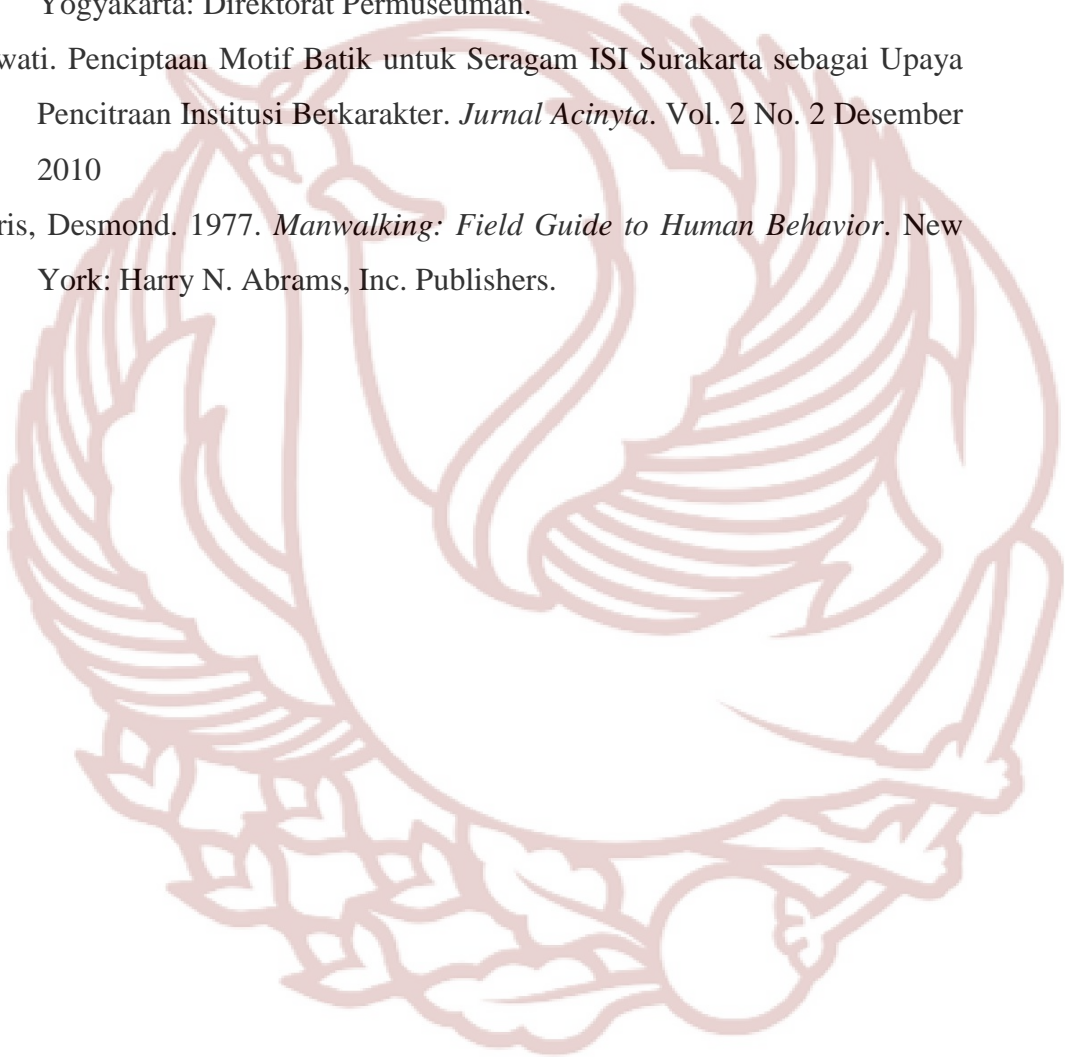 Yogyakarta: Direktorat Permuseuman.
wati. Penciptaan Motif Batik untuk Seragam ISI Surakarta sebagai Upaya
Pencitraan Institusi Berkarakter. Jurnal Acinyta. Vol. 2 No. 2 Desember
2010
ris, Desmond. 1977. Manwalking: Field Guide to Human Behavior. New
York: Harry N. Abrams, Inc. Publishers.